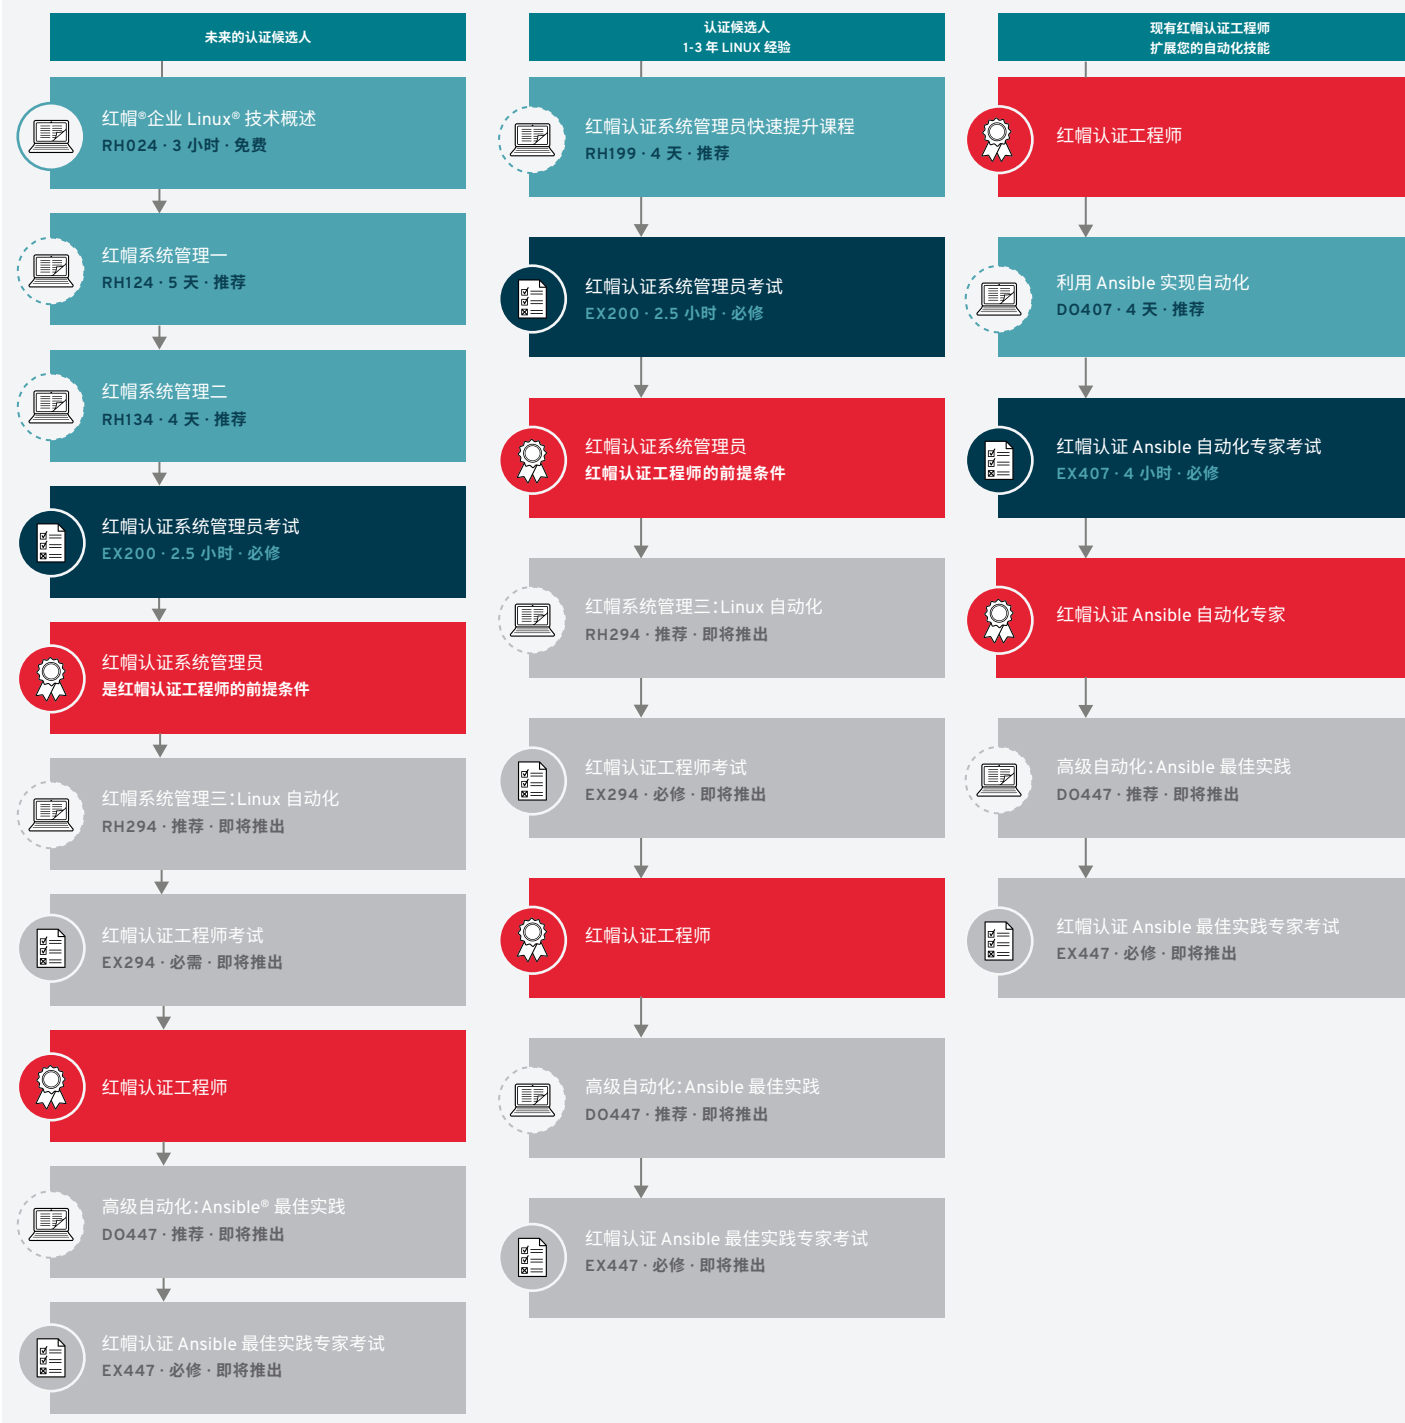 未来的认证候选人
红帽®企业 Linux® 技术概述
RH024 · 3 小时 · 免费
红帽系统管理一
RH124 · 5 天 · 推荐
红帽系统管理二
RH134 · 4 天 · 推荐
红帽认证系统管理员考试
EX200 · 2.5 小时 · 必修
红帽认证系统管理员
是红帽认证工程师的前提条件
红帽系统管理三：Linux 自动化
RH294 · 推荐 · 即将推出
红帽认证工程师考试
EX294 · 必需 · 即将推出
红帽认证工程师
高级自动化：Ansible® 最佳实践
DO447 · 推荐 · 即将推出
红帽认证 Ansible 最佳实践专家考试
EX447 · 必修 · 即将推出
认证候选人
1-3 年 LINUX 经验
红帽认证系统管理员快速提升课程
RH199 · 4 天 · 推荐
红帽认证系统管理员考试
EX200 · 2.5 小时 · 必修
红帽认证系统管理员
红帽认证工程师的前提条件
红帽系统管理三：Linux 自动化
RH294 · 推荐 · 即将推出
红帽认证工程师考试
EX294 · 必修 · 即将推出
红帽认证工程师
高级自动化：Ansible 最佳实践
DO447 · 推荐 · 即将推出
红帽认证 Ansible 最佳实践专家考试
EX447 · 必修 · 即将推出
现有红帽认证工程师
扩展您的自动化技能
红帽认证工程师
利用 Ansible 实现自动化
DO407 · 4 天 · 推荐
红帽认证 Ansible 自动化专家考试
EX407 · 4 小时 · 必修
红帽认证 Ansible 自动化专家
高级自动化：Ansible 最佳实践
DO447 · 推荐 · 即将推出
红帽认证 Ansible 最佳实践专家考试
EX447 · 必修 · 即将推出